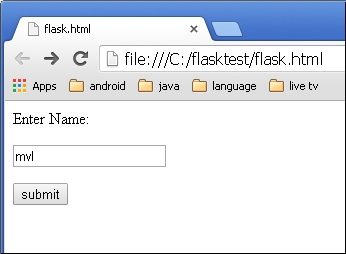 flask.html
file:///C:/flasktest/flask.html
Apps android java language live tv
Enter Name:
mvl
submit